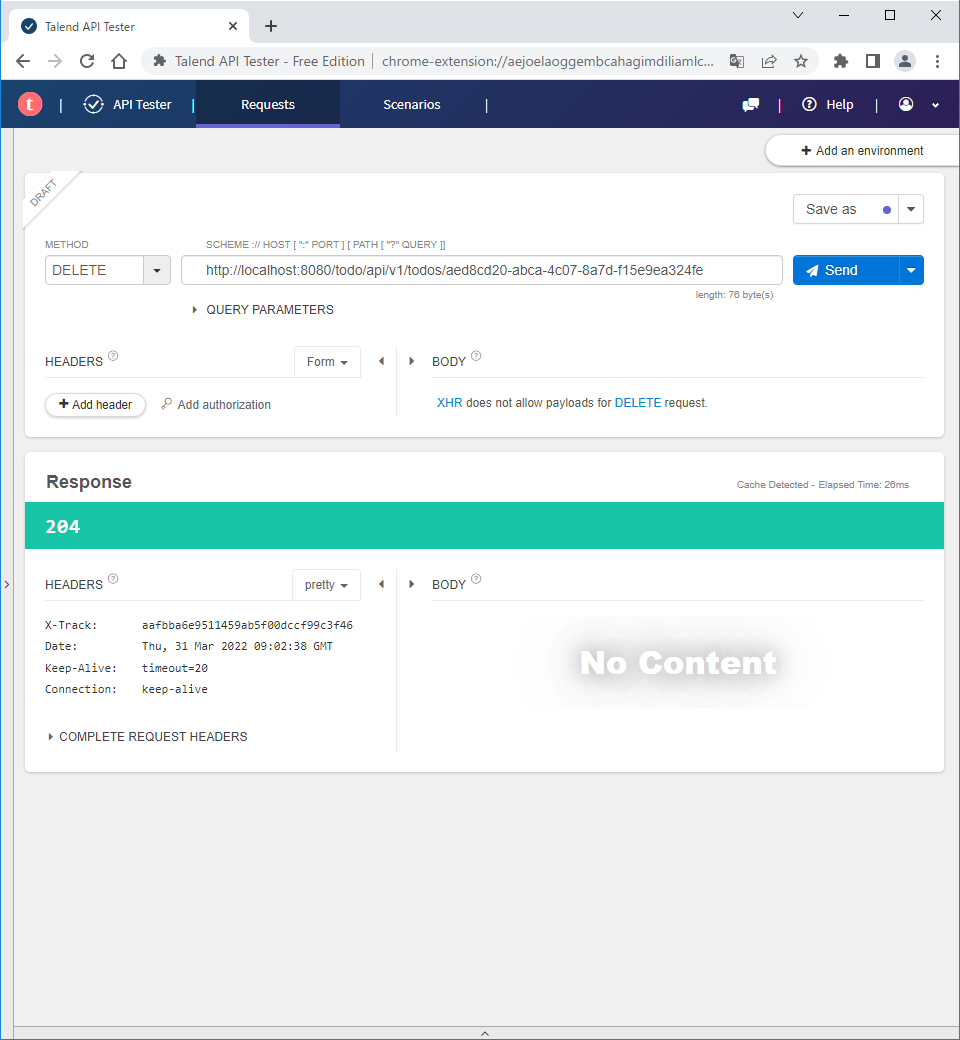 Talend API Tester
Talend API Tester - Free Edition | chrome-extension://aejoelaoggembcahagimdiliamlc...
t | API Tester | Requests Scenarios | | Help |
+ Add an environment
DRAFT
Save as
METHOD SCHEME :// HOST [ ":" PORT ] [ PATH [ "?" QUERY ]]
DELETE http://localhost:8080/todo/api/v1/todos/aed8cd20-abca-4c07-8a7d-f15e9ea324fe Send
length: 76 byte(s)
QUERY PARAMETERS
HEADERS ? Form BODY ?
+ Add header Add authorization XHR does not allow payloads for DELETE request.
Response Cache Detected - Elapsed Time: 26ms
204
HEADERS ? pretty BODY ?
X-Track: aafbba6e9511459ab5f00dccf99c3f46
Date: Thu, 31 Mar 2022 09:02:38 GMT
Keep-Alive: timeout=20
Connection: keep-alive
No Content
COMPLETE REQUEST HEADERS